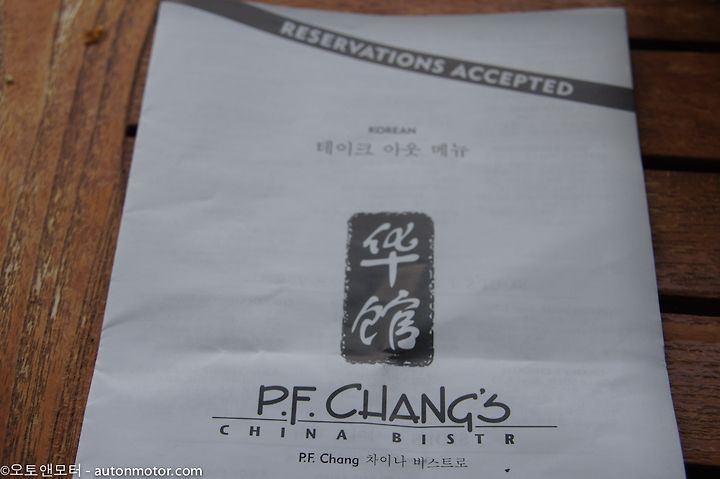 RESERVATIONS ACCEPTED
KOREAN
테이크 아웃 메뉴
华
馆
P.F. CHANG'S
CHINA BISTR
P.F. Chang 차이나 비스트로
©오토앤모터 - autonmotor.com